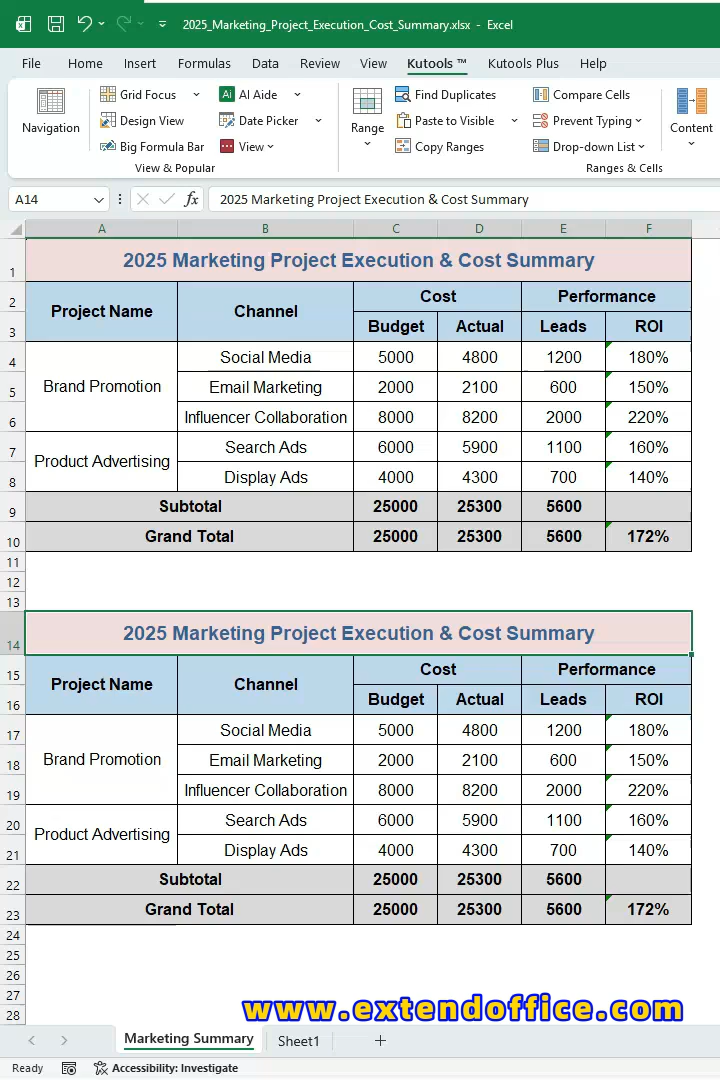 2025_Marketing_Project_Execution_Cost_Summary.xlsx - Excel
File Home Insert Formulas Data Review View Kutools ™ Kutools Plus Help
Navigation
Grid Focus
Design View
Big Formula Bar
AI Aide
Date Picker
View
View & Popular
Range
Find Duplicates
Paste to Visible
Copy Ranges
Compare Cells
Prevent Typing
Drop-down List
Ranges & Cells
Content
A14 fx 2025 Marketing Project Execution & Cost Summary
A B C D E F
1 2025 Marketing Project Execution & Cost Summary
2 Project Name Channel Cost Performance
3 Budget Actual Leads ROI
4 Brand Promotion Social Media 5000 4800 1200 180%
5 Email Marketing 2000 2100 600 150%
6 Influencer Collaboration 8000 8200 2000 220%
7 Product Advertising Search Ads 6000 5900 1100 160%
8 Display Ads 4000 4300 700 140%
9 Subtotal 25000 25300 5600
10 Grand Total 25000 25300 5600 172%
11
12
13
14 2025 Marketing Project Execution & Cost Summary
15 Project Name Channel Cost Performance
16 Budget Actual Leads ROI
17 Brand Promotion Social Media 5000 4800 1200 180%
18 Email Marketing 2000 2100 600 150%
19 Influencer Collaboration 8000 8200 2000 220%
20 Product Advertising Search Ads 6000 5900 1100 160%
21 Display Ads 4000 4300 700 140%
22 Subtotal 25000 25300 5600
23 Grand Total 25000 25300 5600 172%
24
25
26
27
28
www.extendoffice.com
Marketing Summary Sheet1
Ready Accessibility: Investigate